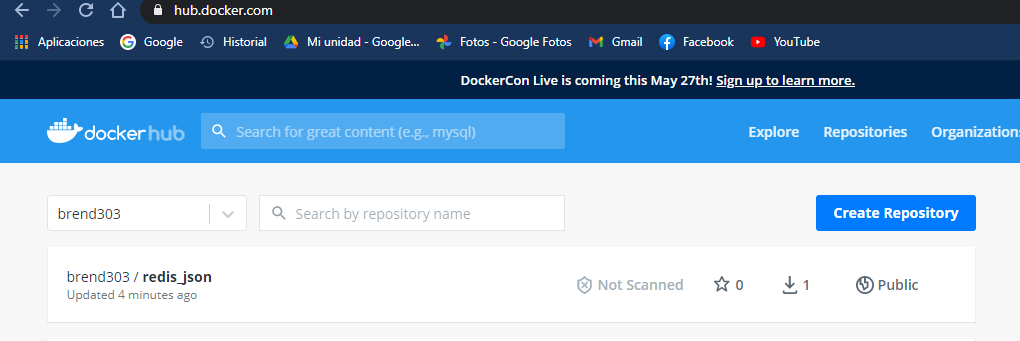 hub.docker.com
Aplicaciones Google Historial Mi unidad - Google... Fotos - Google Fotos Gmail Facebook YouTube
DockerCon Live is coming this May 27th! Sign up to learn more.
docker hub Search for great content (e.g., mysql) Explore Repositories Organizations
brend303 Search by repository name Create Repository
brend303 / redis_json Not Scanned 0 1 Public
Updated 4 minutes ago